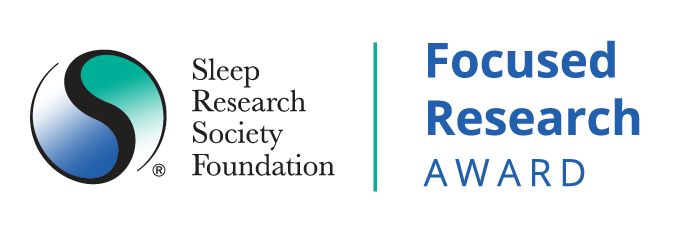 Sleep
Research
Society
Foundation
®
Focused
Research
AWARD